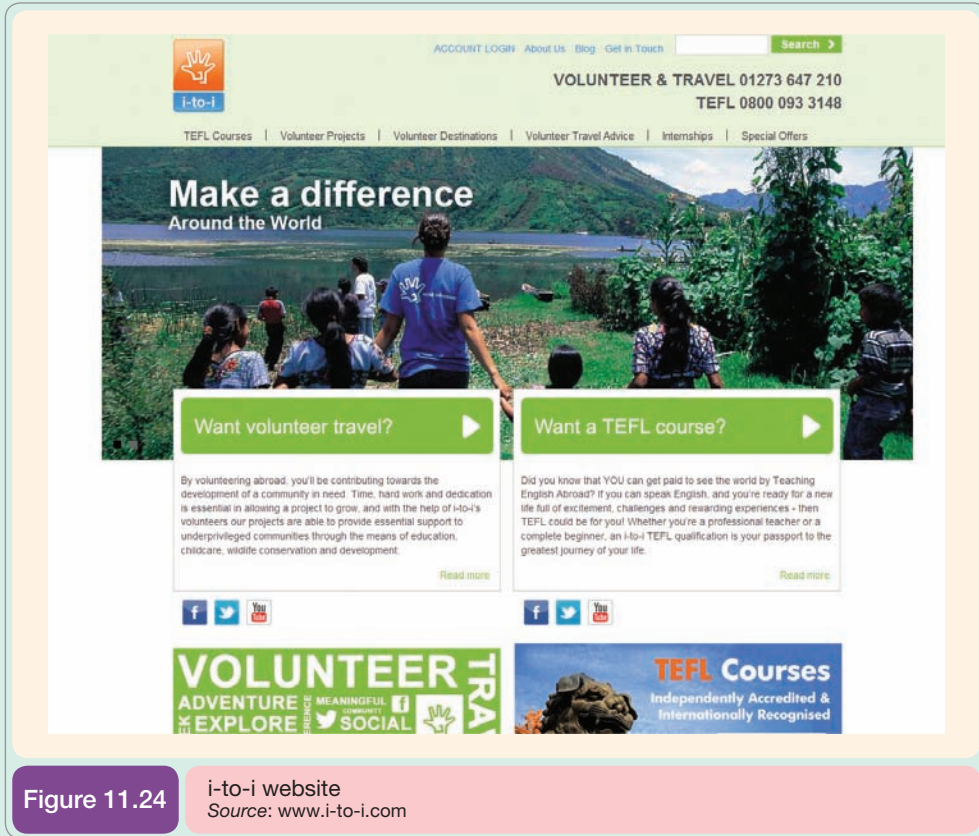 i-to-i
ACCOUNT LOGIN About Us Blog Get in Touch
Search
VOLUNTEER & TRAVEL 01273 647 210
TEFL 0800 093 3148
TEFL Courses | Volunteer Projects | Volunteer Destinations | Volunteer Travel Advice | Internships | Special Offers
Make a difference
Around the World
Want volunteer travel?
By volunteering abroad, you'll be contributing towards the
development of a community in need. Time, hard work and dedication
is essential in allowing a project to grow, and with the help of i-to-i's
volunteers our projects are able to provide essential support to
underprivileged communities through the means of education,
childcare, wildlife conservation and development.
Read more
Want a TEFL course?
Did you know that YOU can get paid to see the world by Teaching
English Abroad? If you can speak English, and you're ready for a new
life full of excitement, challenges and rewarding experiences - then
TEFL could be for you! Whether you're a professional teacher or a
complete beginner, an i-to-i TEFL qualification is your passport to the
greatest journey of your life.
Read more
f You Tube
f You Tube
VOLUNTEER
TRA
ADVENTURE
MEANINGFUL
COMMUNITY
EK
EXPLORE
ERENCE
SOCIAL
TEFL Courses
Independently Accredited &
Internationally Recognised
Figure 11.24
i-to-i website
Source: www.i-to-i.com